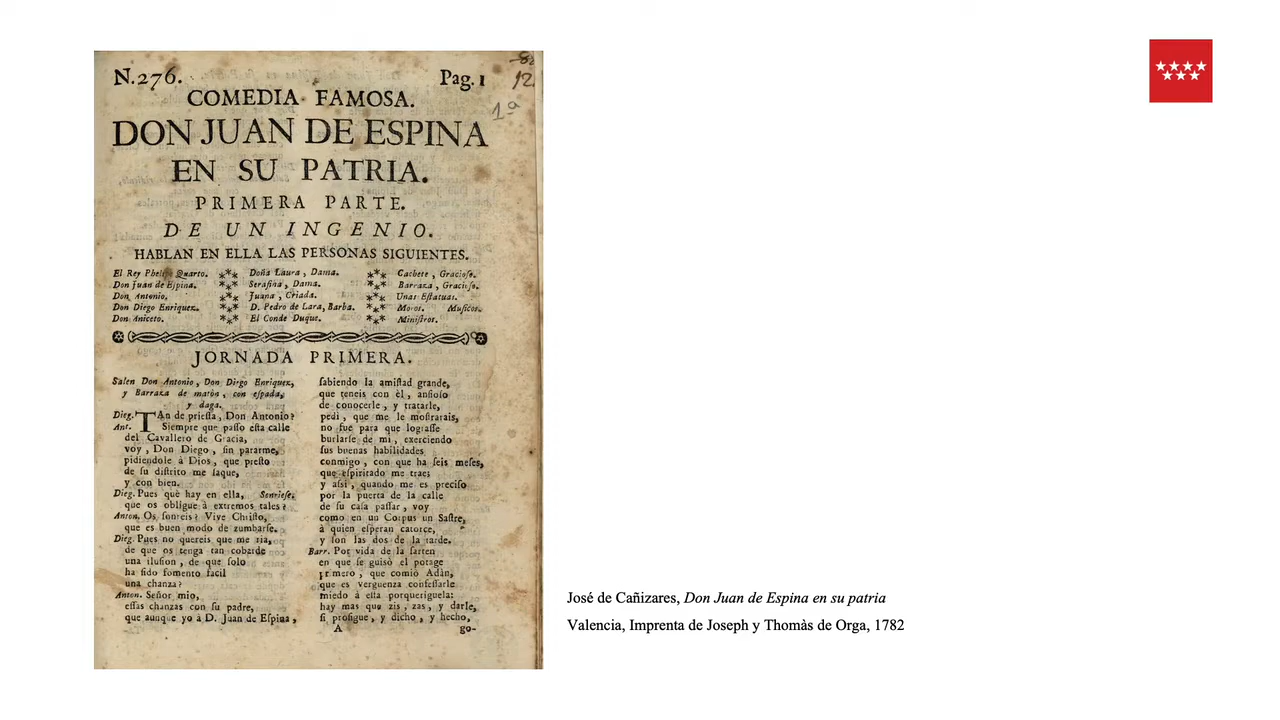 N.276.
Pag. 1
12
1ª
COMEDIA FAMOSA.
DON JUAN DE ESPINA
EN SU PATRIA.
PRIMERA PARTE.
DE UN INGENIO.
HABLAN EN ELLA LAS PERSONAS SIGUIENTES.
El Rey Phelipe Quarto. *** Doña Laura, Dama. *** Cachete, Gracioso.
Don Juan de Espina. *** Serafina, Dama. *** Barraxa, Gracioso.
Don Antonio. *** Juana, Criada. *** Unas Estatuas.
Don Diego Enriquez. *** D. Pedro de Lara, Barba. *** Moros. Musicos.
Don Aniceto. *** El Conde Duque. *** Ministros.
JORNADA PRIMERA.
Salen Don Antonio, Don Diego Enriquez,
y Barraxa de matòn, con espada,
y daga.
Dieg. TAn de priessa, Don Antonio?
Ant. Siempre que passo esta calle
del Cavallero de Gracia,
voy, Don Diego, sin pararme,
pidiendole à Dios, que presto
de su distrito me saque,
y con bien.
Dieg. Pues què hay en ella, Sonriese.
que os obligue à extremos tales?
Anton. Os sonreis? Vive Christo,
que es buen modo de zumbarse.
Dieg. Pues no quereis que me ria,
de que os tenga tan cobarde
una ilusion, de que solo
ha sido fomento facil
una chanza?
Anton. Señor mio,
essas chanzas con su padre,
que aunque yo à D. Juan de Espina,
sabiendo la amistad grande,
que teneis con èl, ansioso
de conocerle, y tratarle,
pedi, que me le mostrarais,
no fue para que lograsse
burlarse de mi, exerciendo
sus buenas habilidades
conmigo, con que ha seis meses,
que espiritado me trae;
y assi, quando me es preciso
por la puerta de la calle
de su casa passar, voy
como en un Corpus un Sastre,
à quien esperan catorce,
y son las dos de la tarde.
Barr. Por vida de la sarten
en que se guisò el potage
primero, que comiò Adàn,
que es verguenza confessarle
miedo à esta porqueriguela:
hay mas que zis, zas, y darle,
si prosigue, y dicho, y hecho,
A
go-
José de Cañizares, Don Juan de Espina en su patria
Valencia, Imprenta de Joseph y Thomàs de Orga, 1782